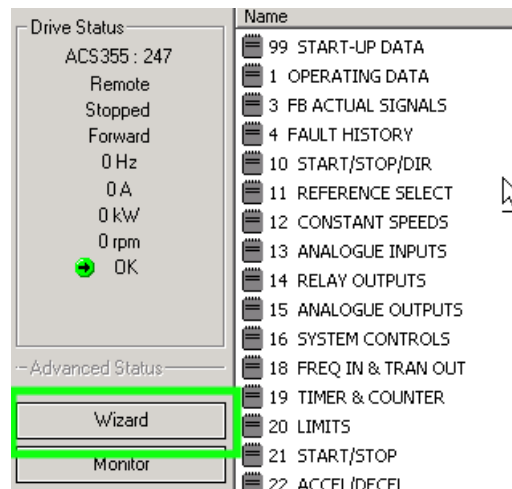 Drive Status
ACS355 : 247
Remote
Stopped
Forward
0 Hz
0 A
0 kW
0 rpm
OK
Advanced Status
Wizard
Monitor
Name
99 START-UP DATA
1 OPERATING DATA
3 FB ACTUAL SIGNALS
4 FAULT HISTORY
10 START/STOP/DIR
11 REFERENCE SELECT
12 CONSTANT SPEEDS
13 ANALOGUE INPUTS
14 RELAY OUTPUTS
15 ANALOGUE OUTPUTS
16 SYSTEM CONTROLS
18 FREQ IN & TRAN OUT
19 TIMER & COUNTER
20 LIMITS
21 START/STOP
22 ACCEL/DECEL